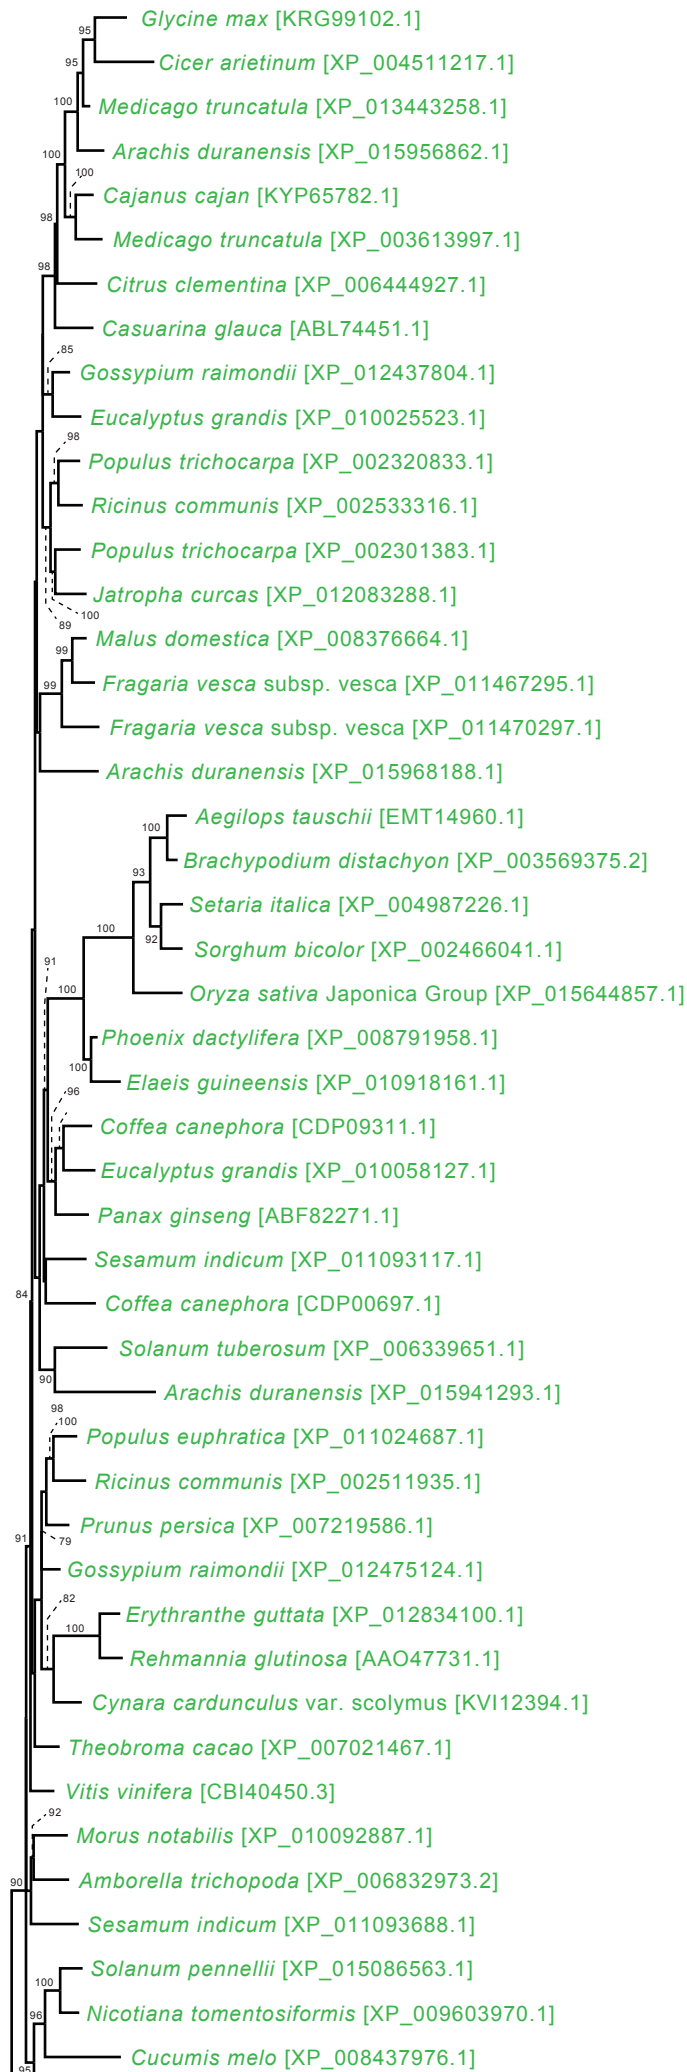 Glycine max [KRG99102.1]
95
Cicer arietinum [XP_004511217.1]
95
Medicago truncatula [XP_013443258.1]
100
Arachis duranensis [XP_015956862.1]
100
100
Cajanus cajan [KYP65782.1]
98
Medicago truncatula [XP_003613997.1]
98
Citrus clementina [XP_006444927.1]
Casuarina glauca [ABL74451.1]
85
Gossypium raimondii [XP_012437804.1]
Eucalyptus grandis [XP_010025523.1]
98
Populus trichocarpa [XP_002320833.1]
Ricinus communis [XP_002533316.1]
Populus trichocarpa [XP_002301383.1]
Jatropha curcas [XP_012083288.1]
100
89
Malus domestica [XP_008376664.1]
99
Fragaria vesca subsp. vesca [XP_011467295.1]
99
Fragaria vesca subsp. vesca [XP_011470297.1]
Arachis duranensis [XP_015968188.1]
Aegilops tauschii [EMT14960.1]
100
Brachypodium distachyon [XP_003569375.2]
93
Setaria italica [XP_004987226.1]
92
Sorghum bicolor [XP_002466041.1]
100
91
Oryza sativa Japonica Group [XP_015644857.1]
100
Phoenix dactylifera [XP_008791958.1]
100
Elaeis guineensis [XP_010918161.1]
96
Coffea canephora [CDP09311.1]
Eucalyptus grandis [XP_010058127.1]
Panax ginseng [ABF82271.1]
Sesamum indicum [XP_011093117.1]
84
Coffea canephora [CDP00697.1]
Solanum tuberosum [XP_006339651.1]
90
Arachis duranensis [XP_015941293.1]
98
100
Populus euphratica [XP_011024687.1]
Ricinus communis [XP_002511935.1]
Prunus persica [XP_007219586.1]
91
79
Gossypium raimondii [XP_012475124.1]
82
Erythranthe guttata [XP_012834100.1]
100
Rehmannia glutinosa [AAO47731.1]
Cynara cardunculus var. scolymus [KVI12394.1]
Theobroma cacao [XP_007021467.1]
Vitis vinifera [CBI40450.3]
92
Morus notabilis [XP_010092887.1]
90
Amborella trichopoda [XP_006832973.2]
Sesamum indicum [XP_011093688.1]
Solanum pennellii [XP_015086563.1]
100
Nicotiana tomentosiformis [XP_009603970.1]
96
Cucumis melo [XP_008437976.1]
95